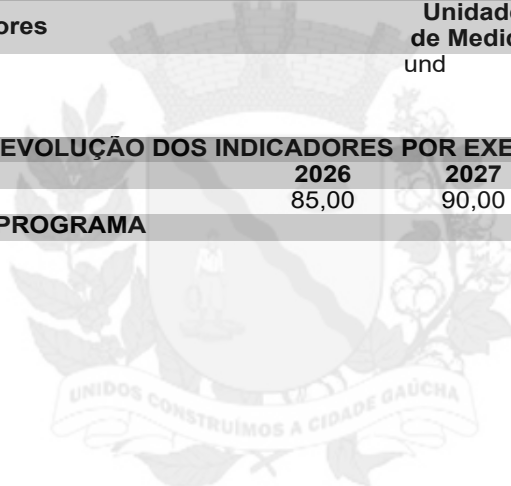 ores
Unidade
de Medid
und
EVOLUÇÃO DOS INDICADORES POR EXE
2026 2027
85,00 90,00
PROGRAMA
UNIDOS CONSTRUÍMOS A CIDADE GAÚCHA